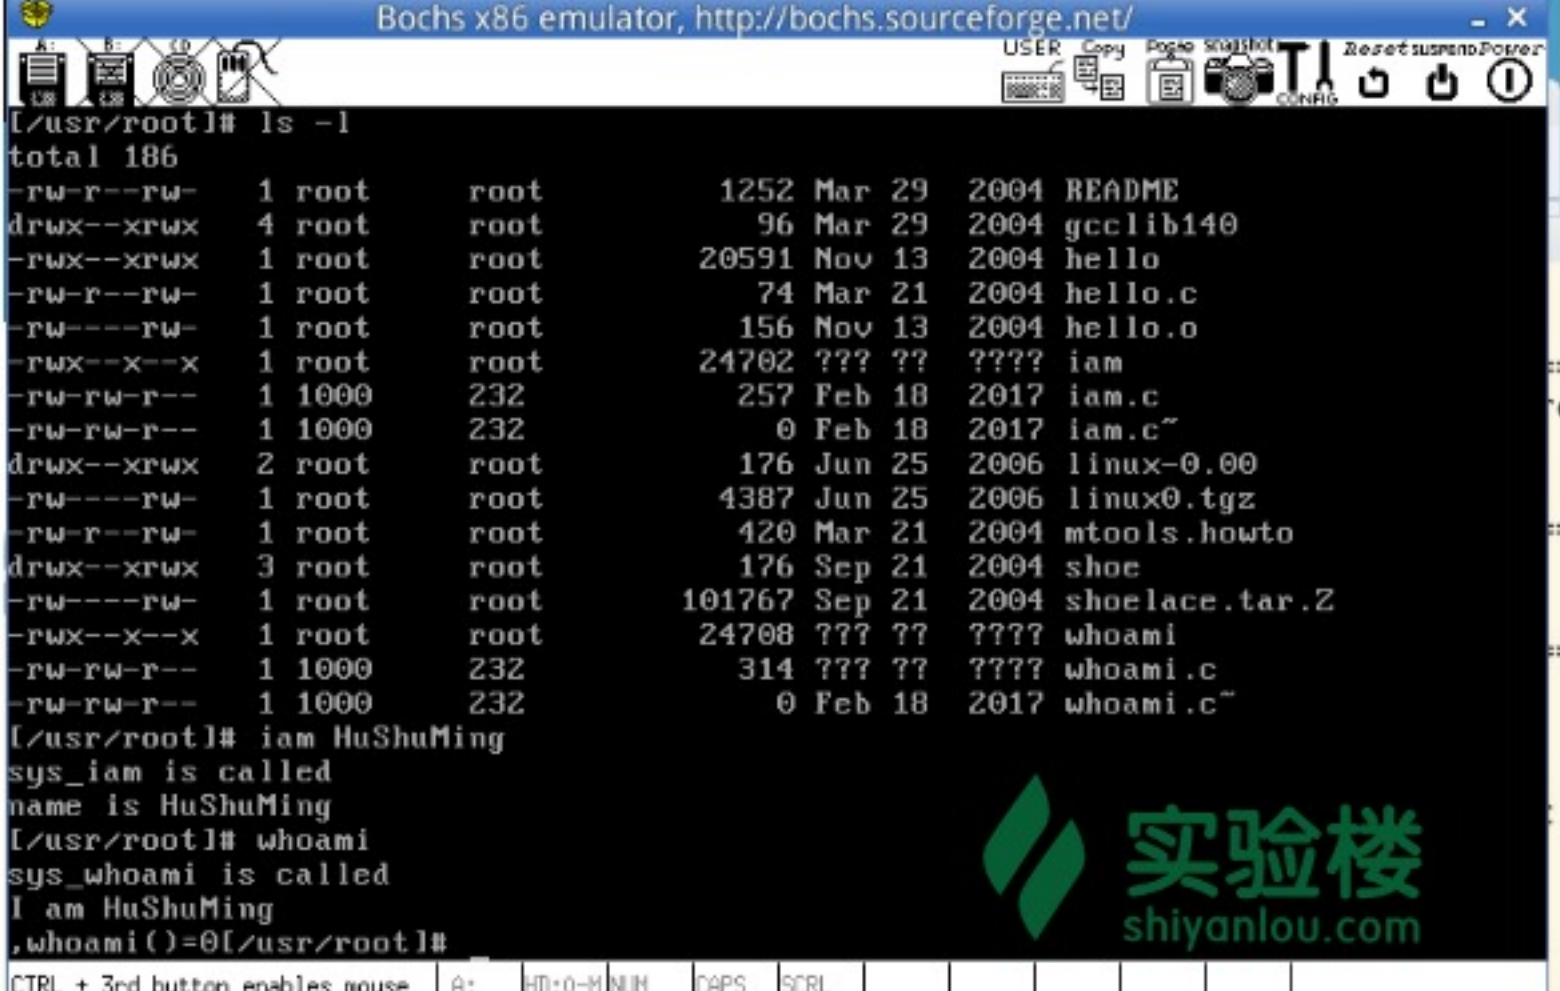 Bochs x86 emulator, http://bochs.sourceforge.net/
A: B: CD USER Copy snapshot Reset SUSPEND Power
CONFIG
[/usr/root]# ls -l
total 186
-rw-r--rw- 1 root root 1252 Mar 29 2004 README
drwx--xrwx 4 root root 96 Mar 29 2004 gcclib140
-rwx--xrwx 1 root root 20591 Nov 13 2004 hello
-rw-r--rw- 1 root root 74 Mar 21 2004 hello.c
-rw----rw- 1 root root 156 Nov 13 2004 hello.o
-rwx--x--x 1 root root 24702 ??? ?? ???? iam
-rw-rw-r-- 1 1000 232 257 Feb 18 2017 iam.c
-rw-rw-r-- 1 1000 232 0 Feb 18 2017 iam.c~
drwx--xrwx 2 root root 176 Jun 25 2006 linux-0.00
-rw----rw- 1 root root 4387 Jun 25 2006 linux0.tgz
-rw-r--rw- 1 root root 420 Mar 21 2004 mtools.howto
drwx--xrwx 3 root root 176 Sep 21 2004 shoe
-rw----rw- 1 root root 101767 Sep 21 2004 shoelace.tar.Z
-rwx--x--x 1 root root 24708 ??? ?? ???? whoami
-rw-rw-r-- 1 1000 232 314 ??? ?? ???? whoami.c
-rw-rw-r-- 1 1000 232 0 Feb 18 2017 whoami.c~
[/usr/root]# iam HuShuMing
sys_iam is called
name is HuShuMing
[/usr/root]# whoami
sys_whoami is called
I am HuShuMing
,whoami()=0[/usr/root]#
实验楼
shiyanlou.com
CTRL + 3rd button enables mouse A: HD:0-M NUM CAPS SCRL